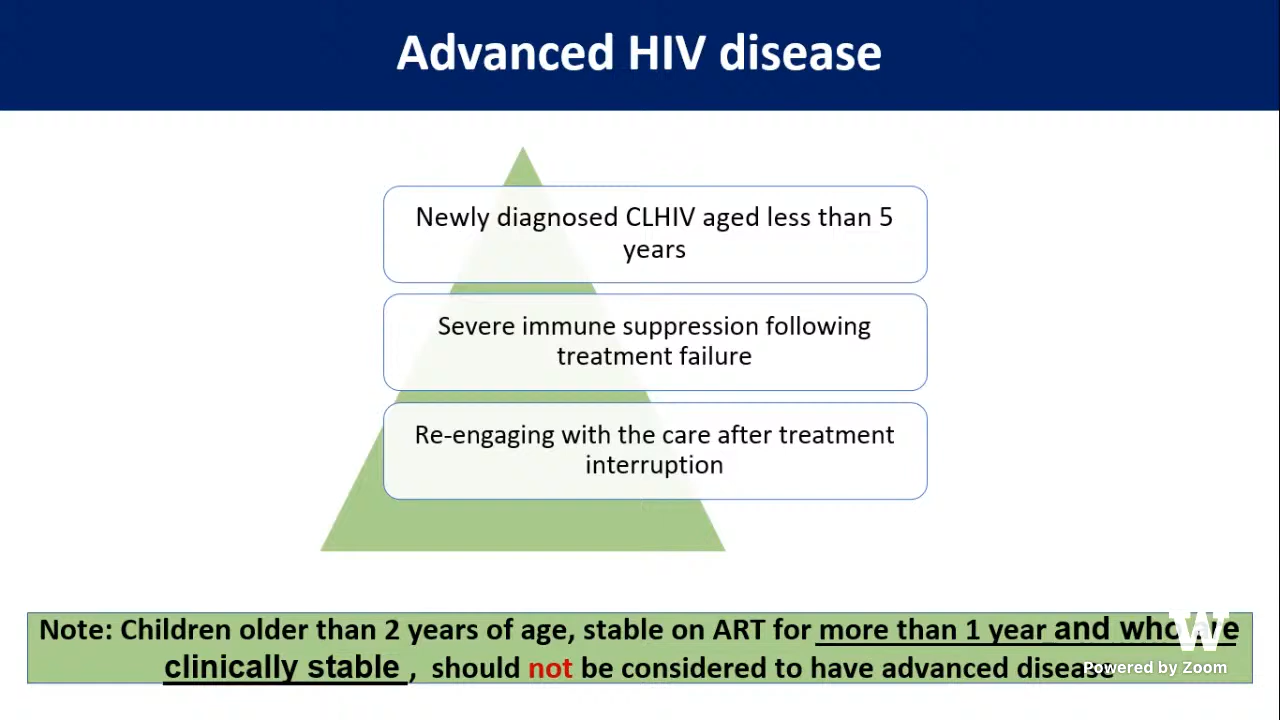 Advanced HIV disease
Newly diagnosed CLHIV aged less than 5
years
Severe immune suppression following
treatment failure
Re-engaging with the care after treatment
interruption
Note: Children older than 2 years of age, stable on ART for more than 1 year and who
clinically stable , should not be considered to have advanced disease
W
Powered by Zoom